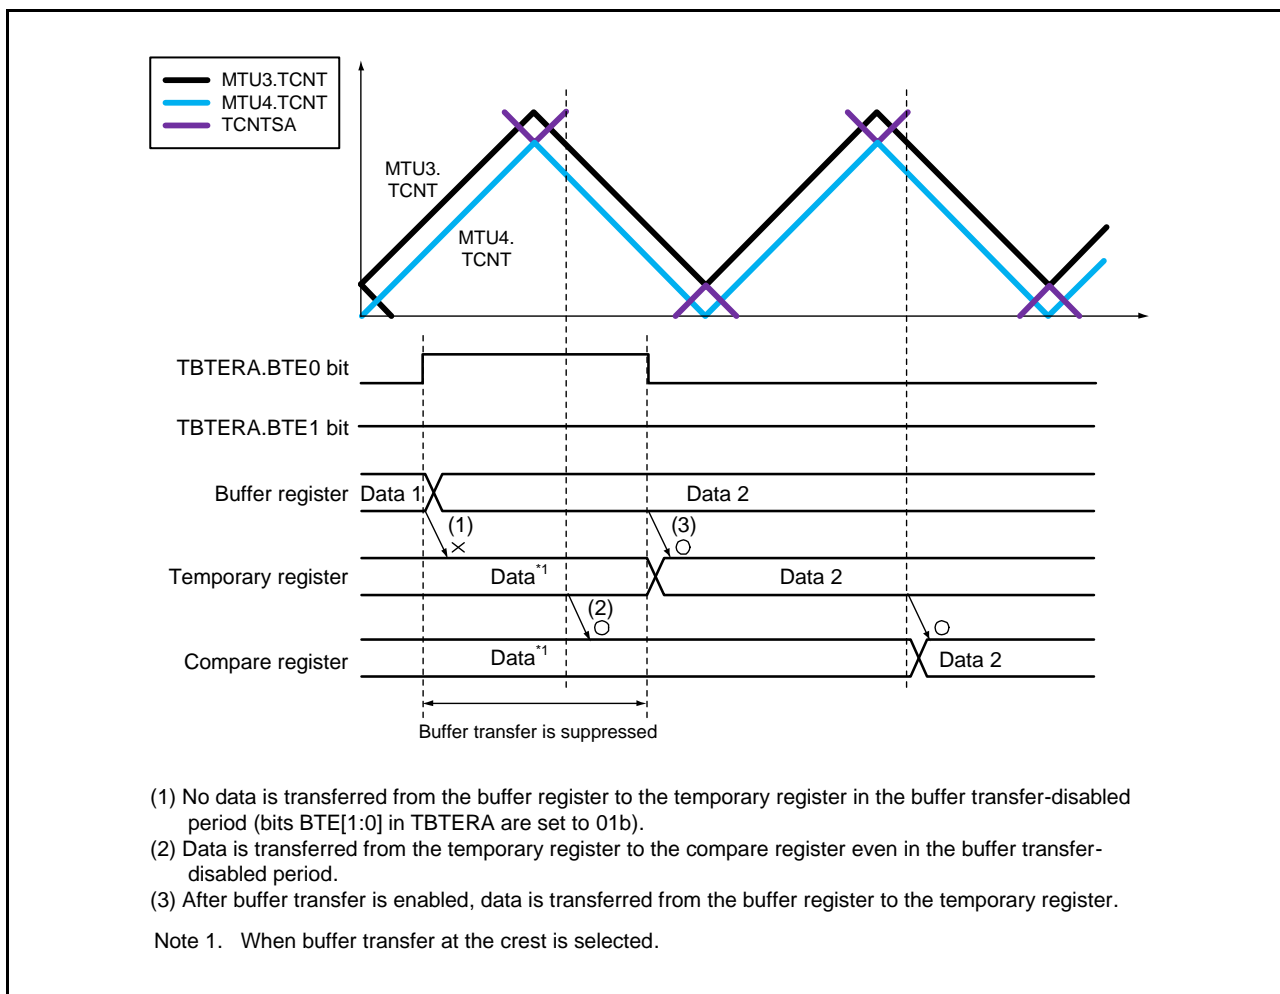 MTU3.TCNT
MTU4.TCNT
TCNTSA
MTU3.
TCNT
MTU4.
TCNT
TBTERA.BTE0 bit
TBTERA.BTE1 bit
Buffer register
Data 1
Data 2
(1)
(3)
Temporary register
Data*1
Data 2
(2)
Compare register
Data*1
Data 2
Buffer transfer is suppressed
(1) No data is transferred from the buffer register to the temporary register in the buffer transfer-disabled
period (bits BTE[1:0] in TBTERA are set to 01b).
(2) Data is transferred from the temporary register to the compare register even in the buffer transfer-
disabled period.
(3) After buffer transfer is enabled, data is transferred from the buffer register to the temporary register.
Note 1. When buffer transfer at the crest is selected.